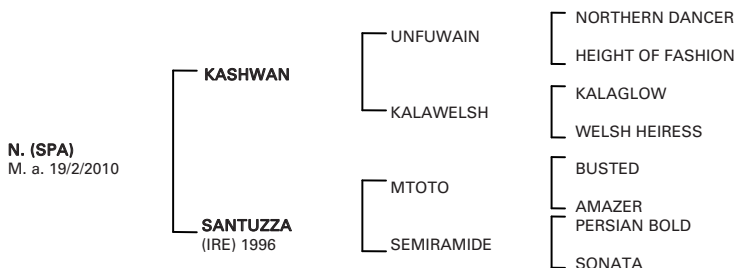 NORTHERN DANCER
UNFUWAIN
HEIGHT OF FASHION
KASHWAN
KALAGLOW
KALAWELSH
WELSH HEIRESS
N. (SPA)
M. a. 19/2/2010
BUSTED
MTOTO
AMAZER
SANTUZZA
(IRE) 1996
PERSIAN BOLD
SEMIRAMIDE
SONATA